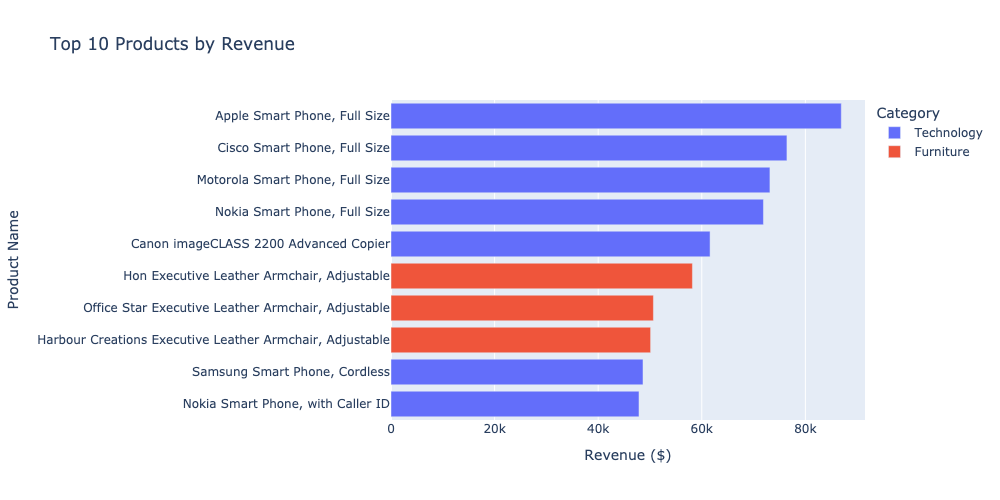 Top 10 Products by Revenue
Product Name
Apple Smart Phone, Full Size
Cisco Smart Phone, Full Size
Motorola Smart Phone, Full Size
Nokia Smart Phone, Full Size
Canon imageCLASS 2200 Advanced Copier
Hon Executive Leather Armchair, Adjustable
Office Star Executive Leather Armchair, Adjustable
Harbour Creations Executive Leather Armchair, Adjustable
Samsung Smart Phone, Cordless
Nokia Smart Phone, with Caller ID
0 20k 40k 60k 80k
Revenue ($)
Category
Technology
Furniture